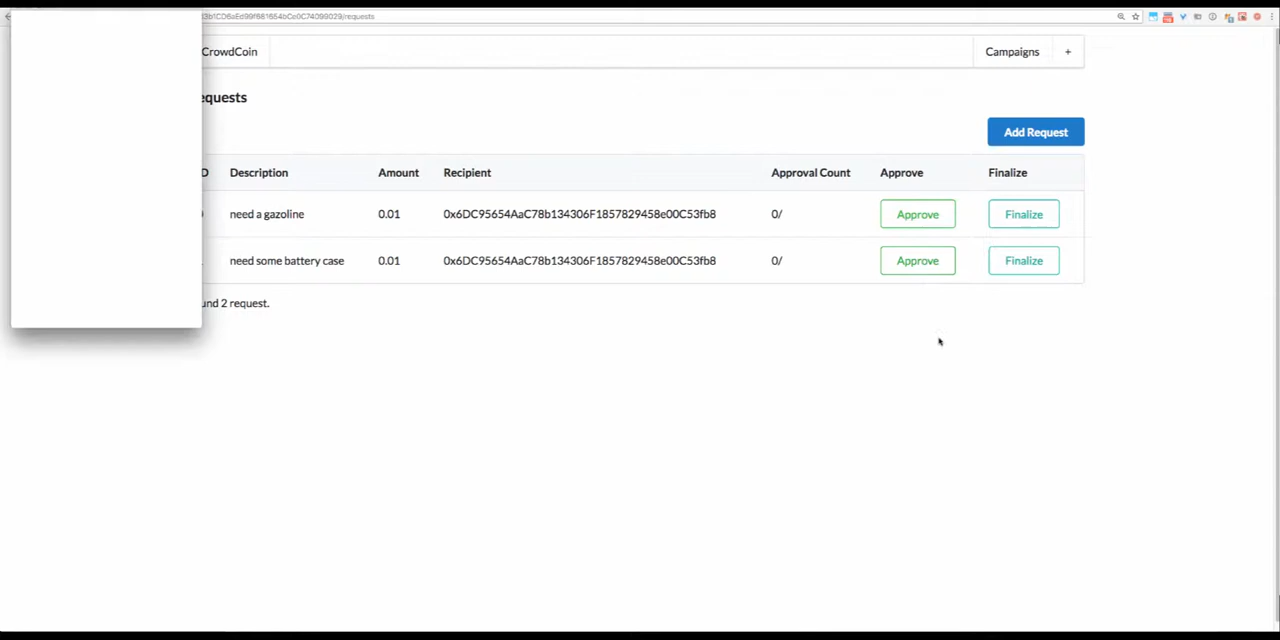 CrowdCoin Campaigns +
equests
Add Request
D Description Amount Recipient Approval Count Approve Finalize
need a gazoline 0.01 0x6DC95654AaC78b134306F1857829458e00C53fb8 0/ Approve Finalize
need some battery case 0.01 0x6DC95654AaC78b134306F1857829458e00C53fb8 0/ Approve Finalize
und 2 request.